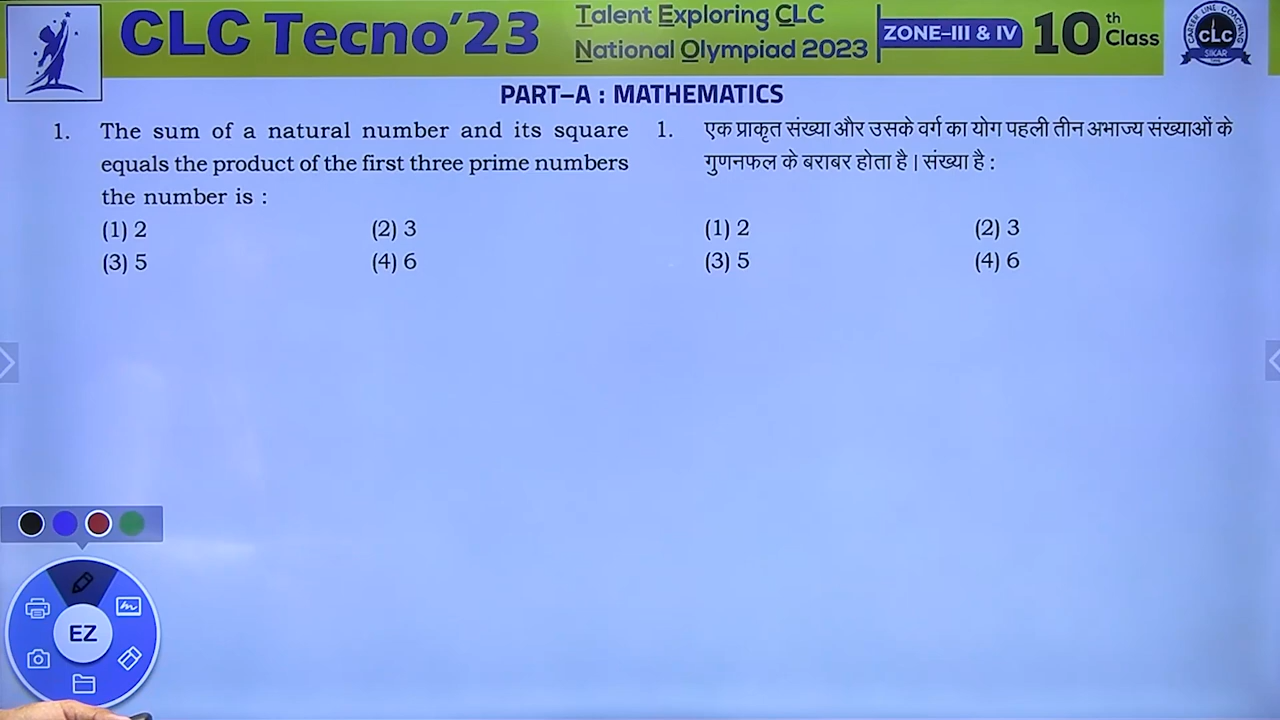 CLC Tecno'23
Talent Exploring CLC
National Olympiad 2023
ZONE–III & IV
10th Class
CAREER LINE COACHING
CLC
SIKAR
PART–A : MATHEMATICS
1. The sum of a natural number and its square
equals the product of the first three prime numbers
the number is :
(1) 2 (2) 3
(3) 5 (4) 6
1. एक प्राकृत संख्या और उसके वर्ग का योग पहली तीन अभाज्य संख्याओं के
गुणनफल के बराबर होता है। संख्या है :
(1) 2 (2) 3
(3) 5 (4) 6
EZ